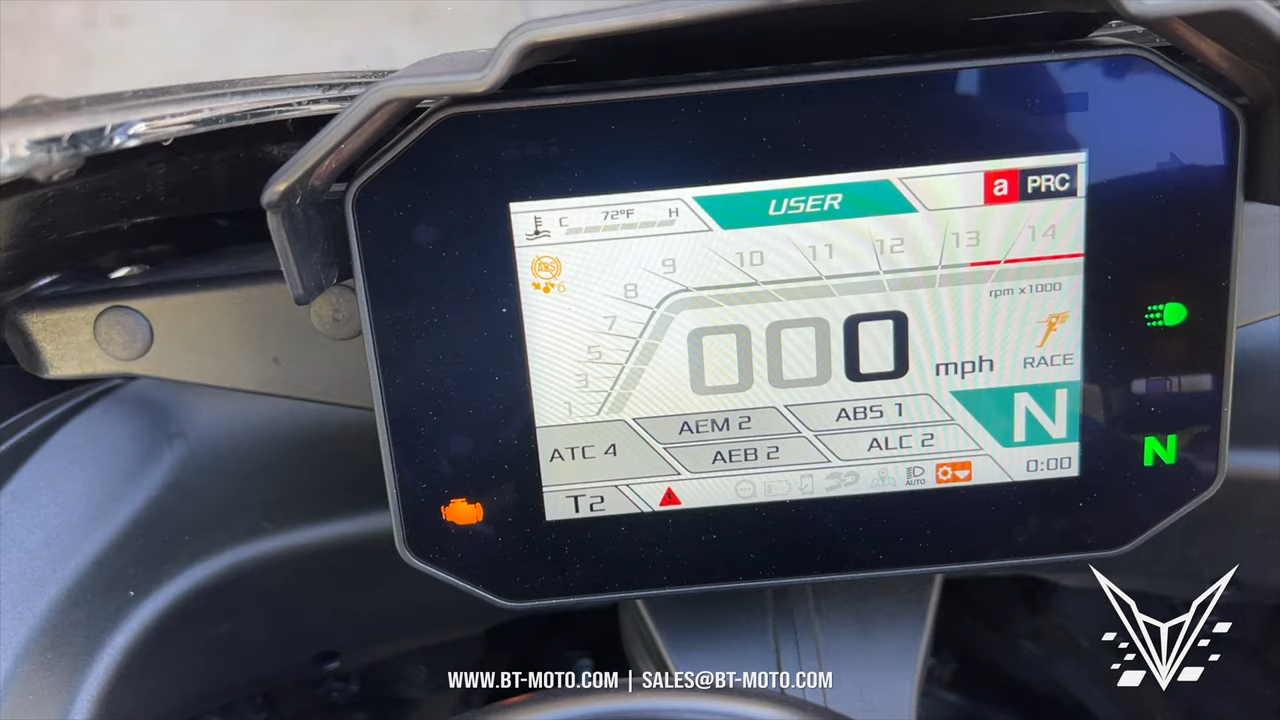 USER
a PRC
C 72°F H
ABS
6
1
3
5
7
8
9
10
11
12
13
14
rpm x1000
000 mph
RACE
N
AEM 2
ABS 1
ATC 4
AEB 2
ALC 2
T2
AUTO
0:00
N
WWW.BT-MOTO.COM | SALES@BT-MOTO.COM